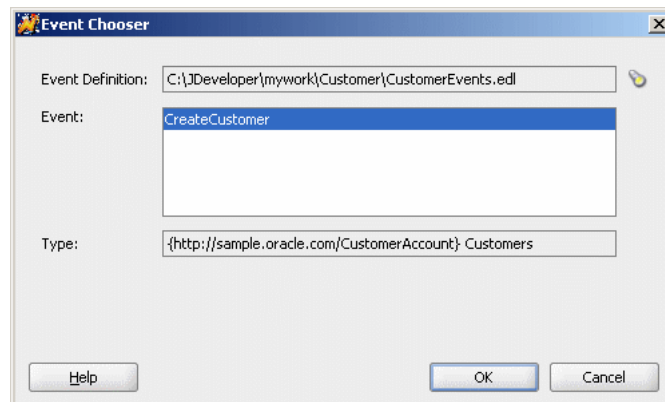 Event Chooser
Event Definition: C:\JDeveloper\mywork\Customer\CustomerEvents.edl
Event: CreateCustomer
Type: {http://sample.oracle.com/CustomerAccount} Customers
Help OK Cancel